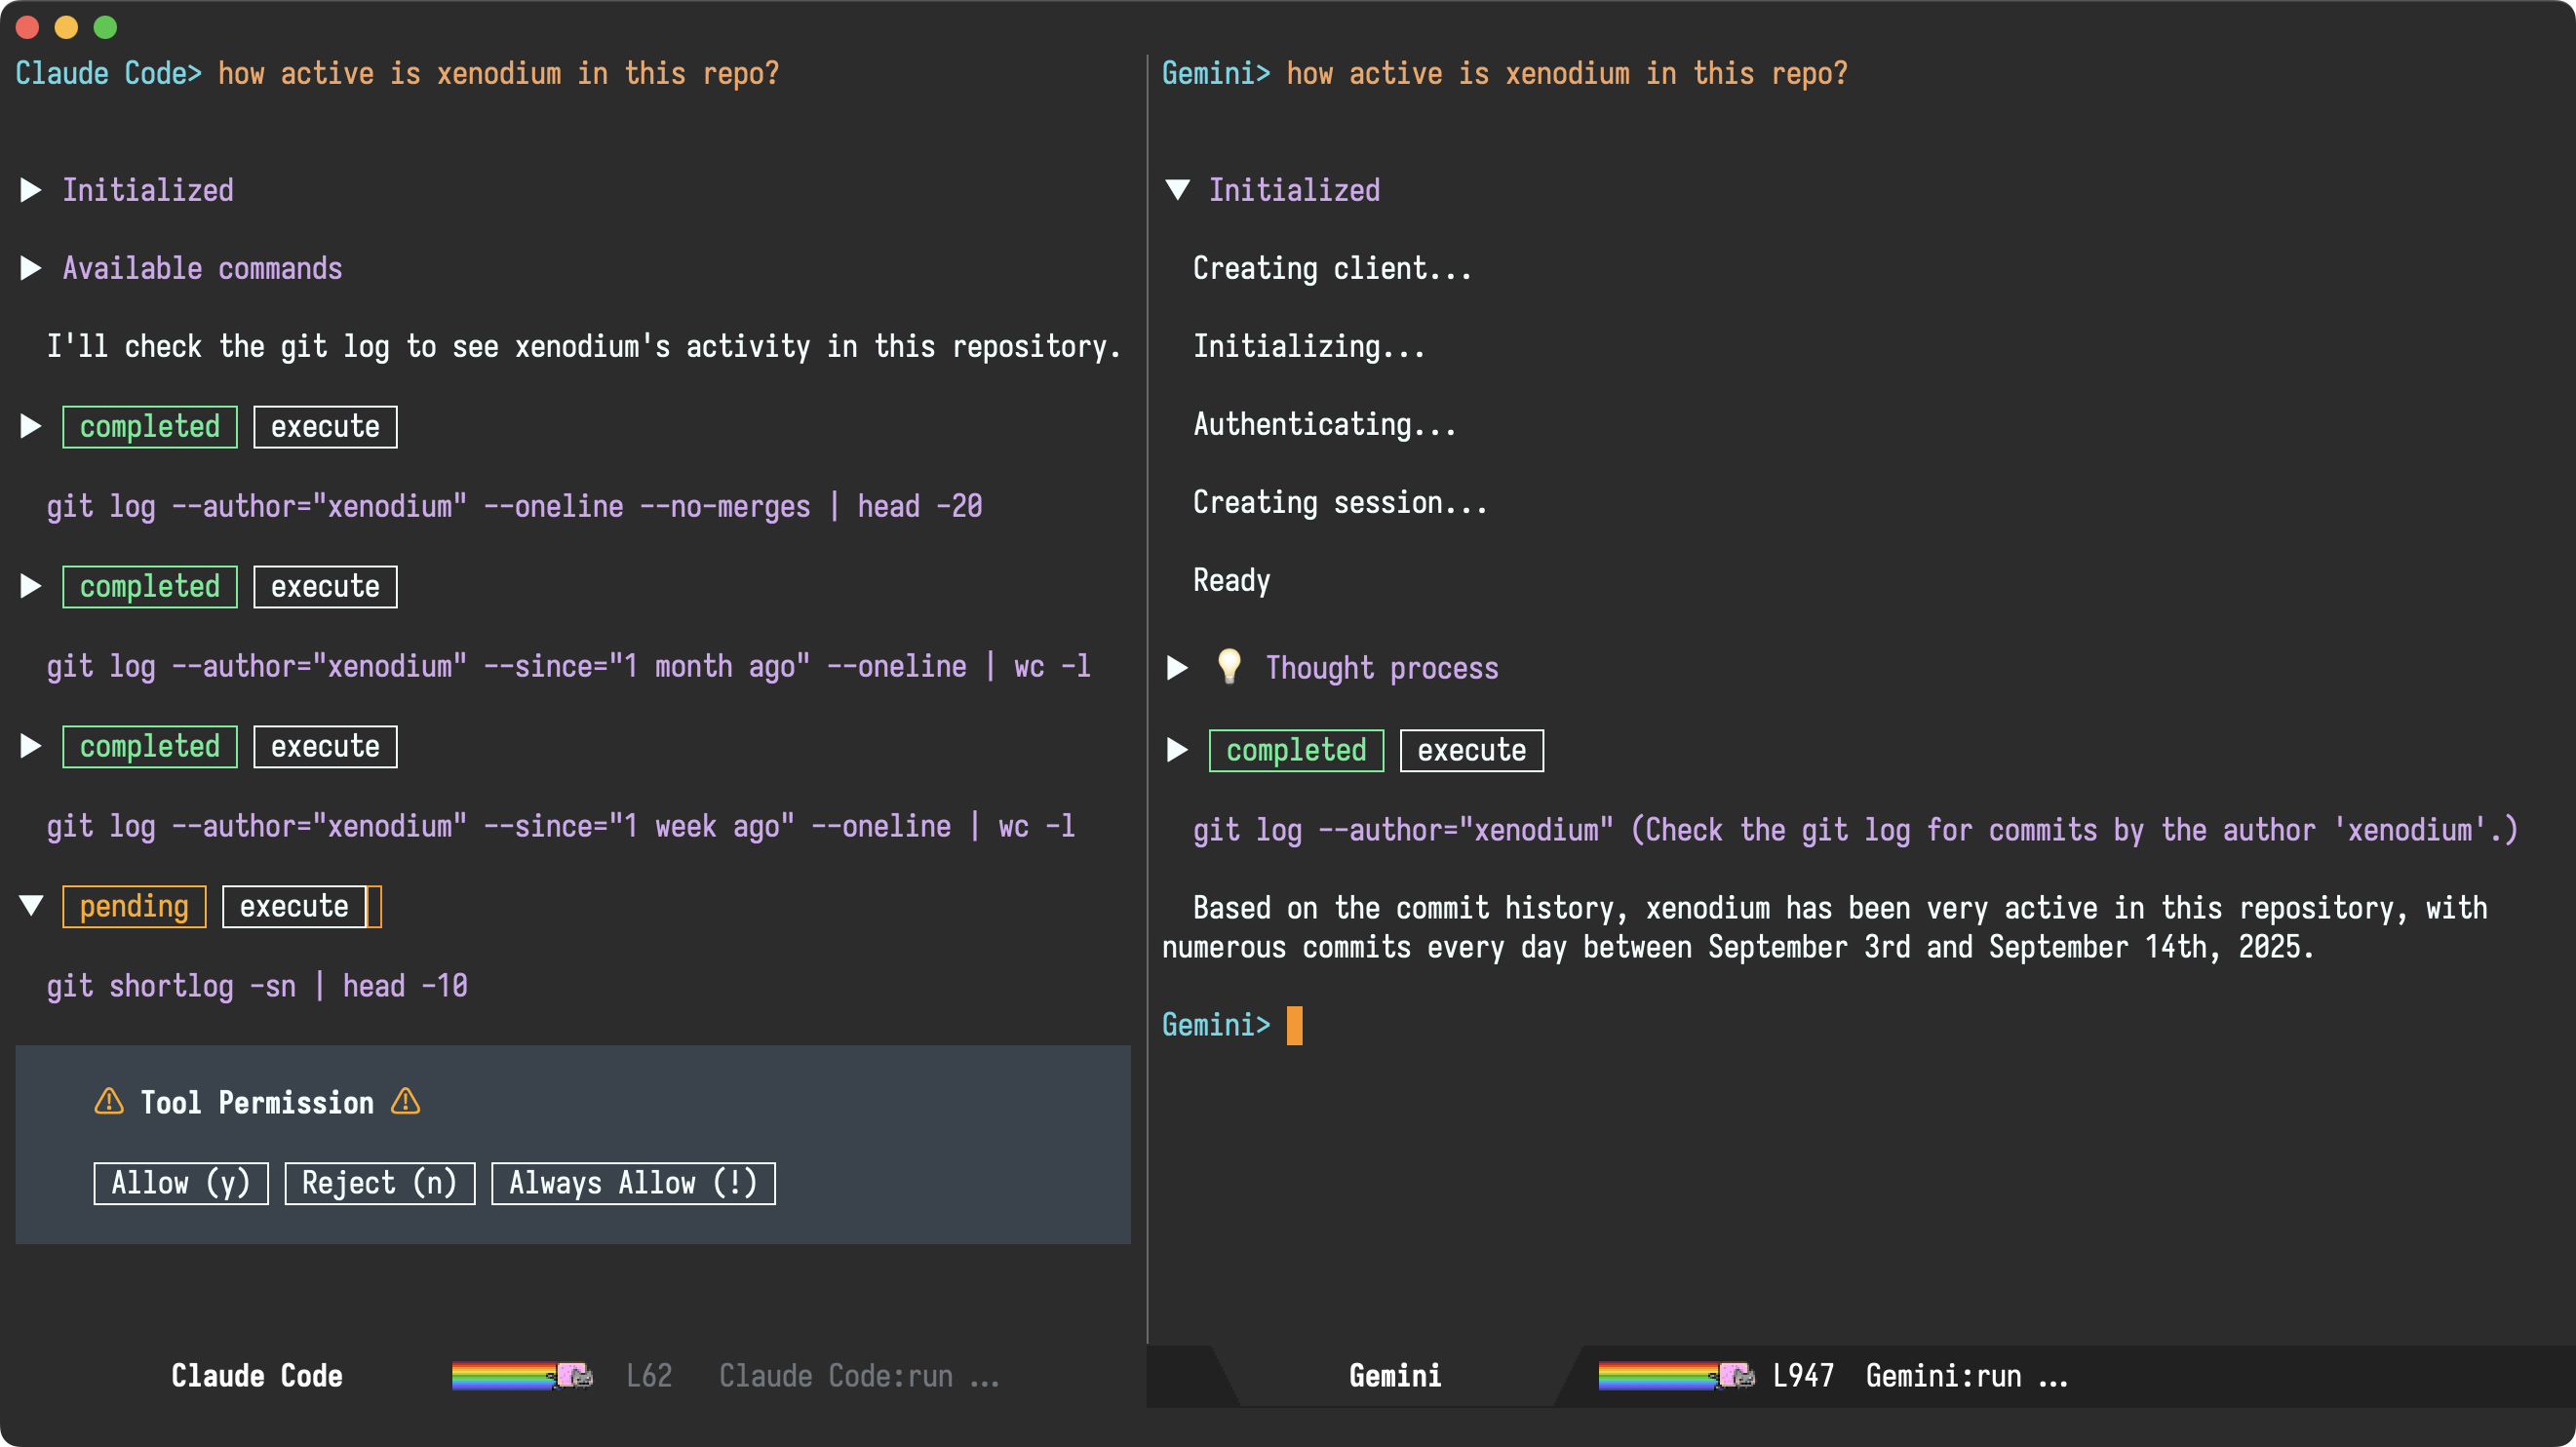 Claude Code> how active is xenodium in this repo?
Initialized
Available commands
I'll check the git log to see xenodium's activity in this repository.
completed execute
git log --author="xenodium" --oneline --no-merges | head -20
completed execute
git log --author="xenodium" --since="1 month ago" --oneline | wc -l
completed execute
git log --author="xenodium" --since="1 week ago" --oneline | wc -l
pending execute
git shortlog -sn | head -10
⚠ Tool Permission ⚠
Allow (y) Reject (n) Always Allow (!)
Claude Code L62 Claude Code:run ...
Gemini> how active is xenodium in this repo?
Initialized
Creating client...
Initializing...
Authenticating...
Creating session...
Ready
Thought process
completed execute
git log --author="xenodium" (Check the git log for commits by the author 'xenodium'.)
Based on the commit history, xenodium has been very active in this repository, with
numerous commits every day between September 3rd and September 14th, 2025.
Gemini>
Gemini L947 Gemini:run ...